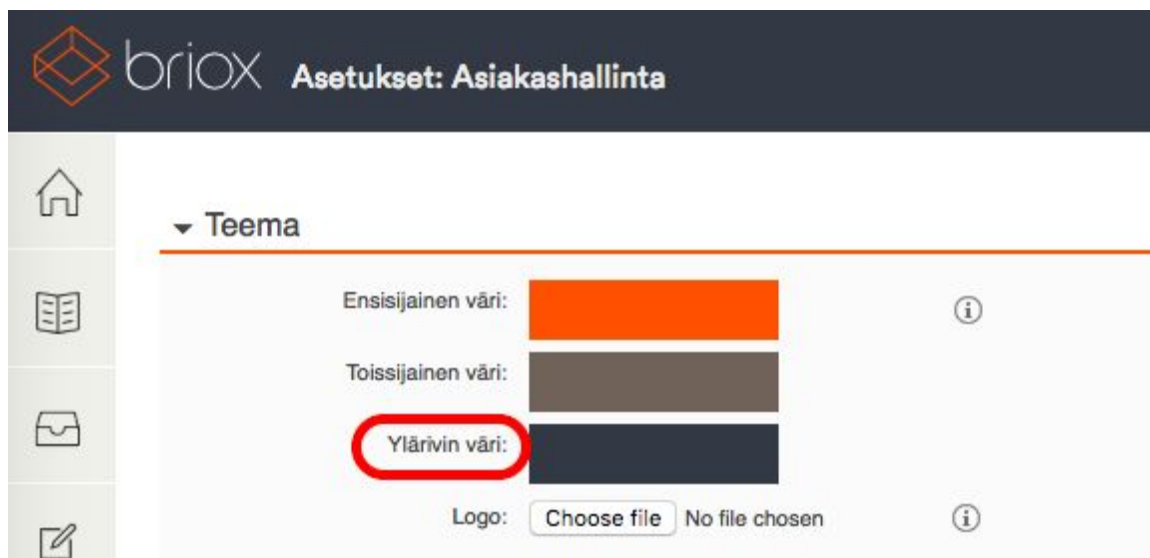 briox Asetukset: Asiakashallinta
Teema
Ensisijainen väri:
Toissijainen väri:
Ylärivin väri:
Logo: Choose file No file chosen